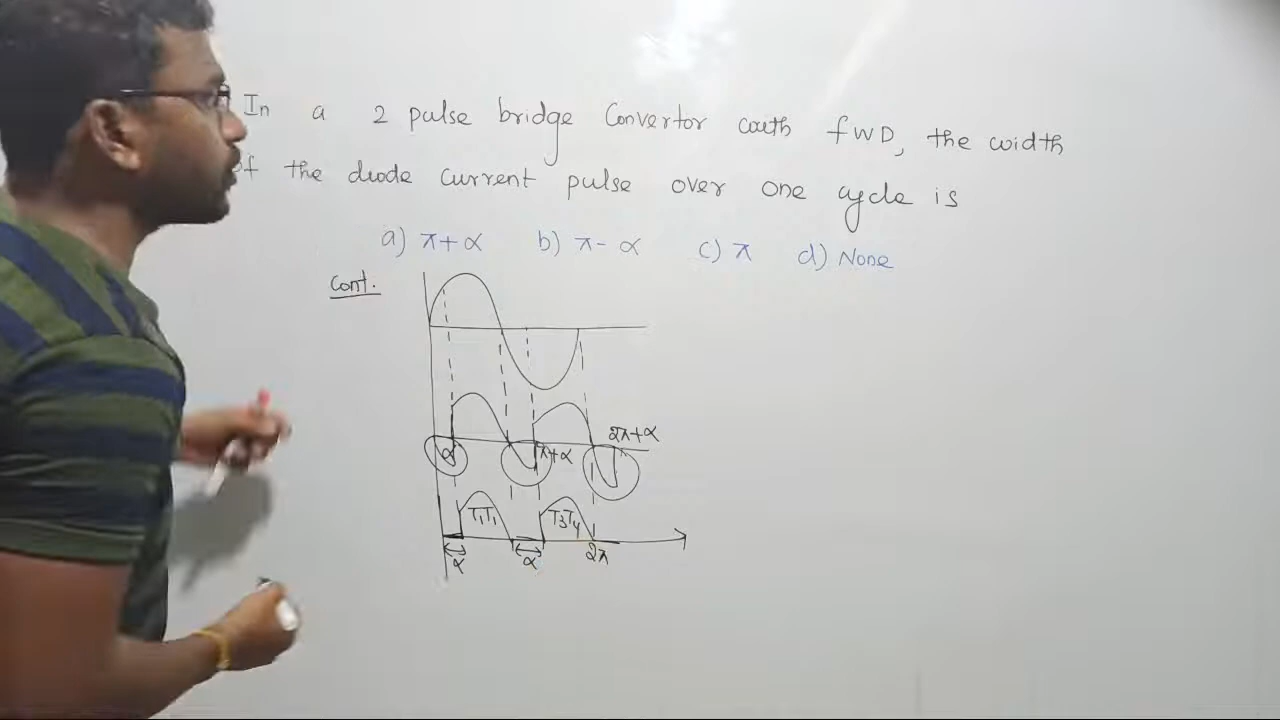 In a 2 pulse bridge Convertor with FWD, the width
of the diode current pulse over one cycle is
a) π+α b) π-α c) π d) None
Cont.
2π+α
α π+α
T₁T₁ T₃T₄
α α 2π